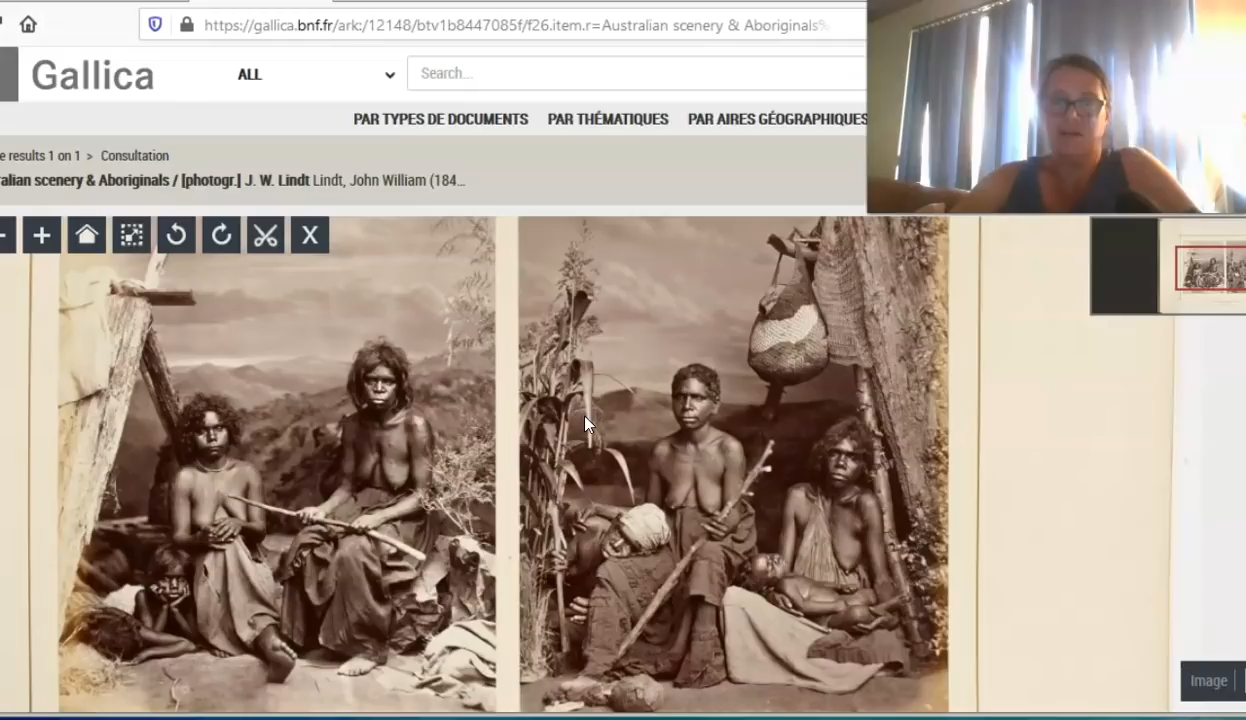 https://gallica.bnf.fr/ark:/12148/btv1b8447085f/f26.item.r=Australian scenery & Aboriginals%
Gallica
ALL
Search...
PAR TYPES DE DOCUMENTS PAR THÉMATIQUES PAR AIRES GÉOGRAPHIQUES
e results 1 on 1 > Consultation
alian scenery & Aboriginals / [photogr.] J. W. Lindt Lindt, John William (184...
X
Image